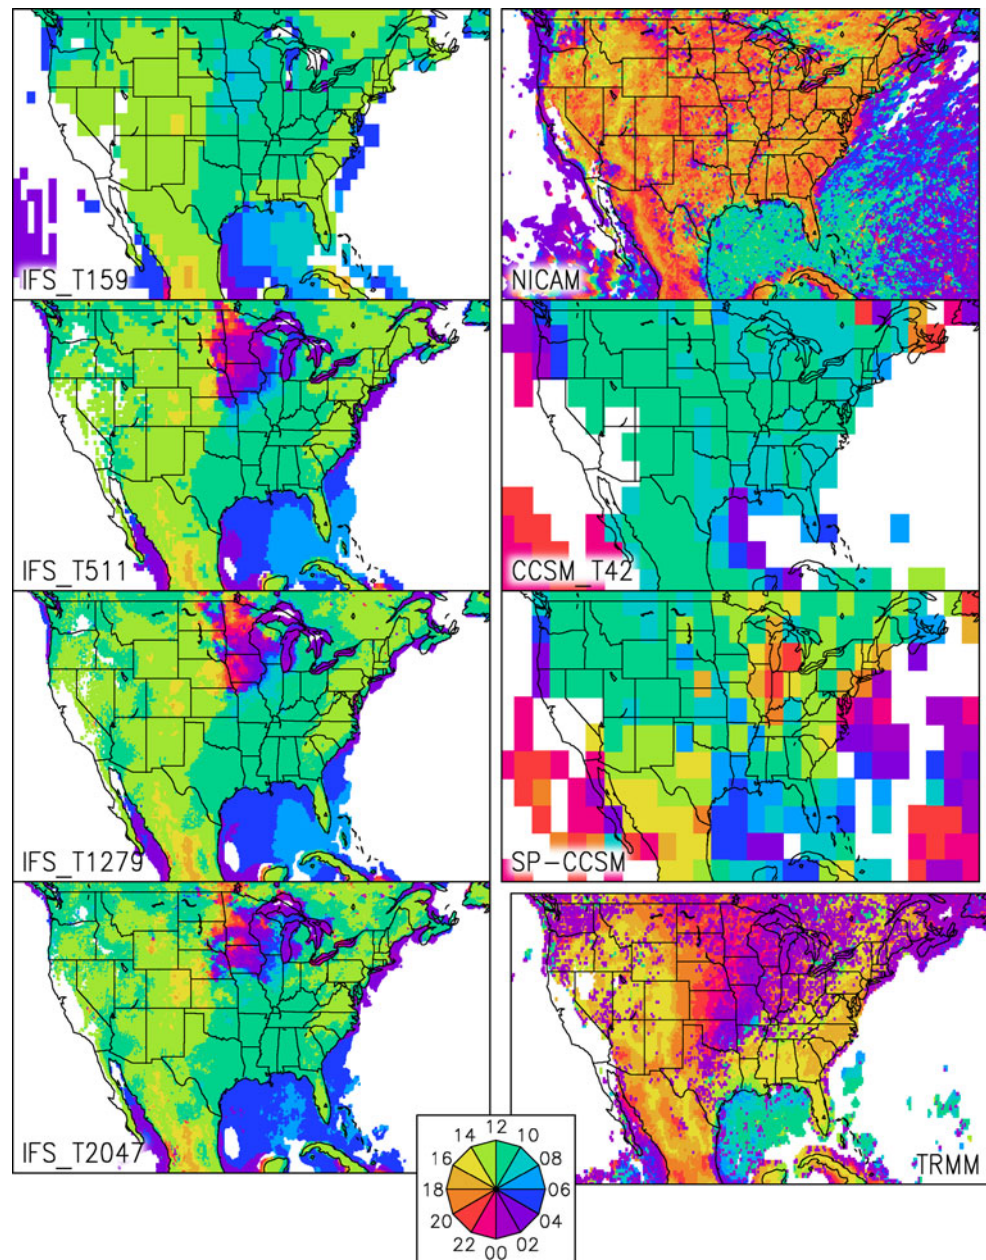 IFS_T159
NICAM
IFS_T511
CCSM_T42
IFS_T1279
SP-CCSM
IFS_T2047
TRMM
12
14 10
16 08
18 06
20 04
22 02
00